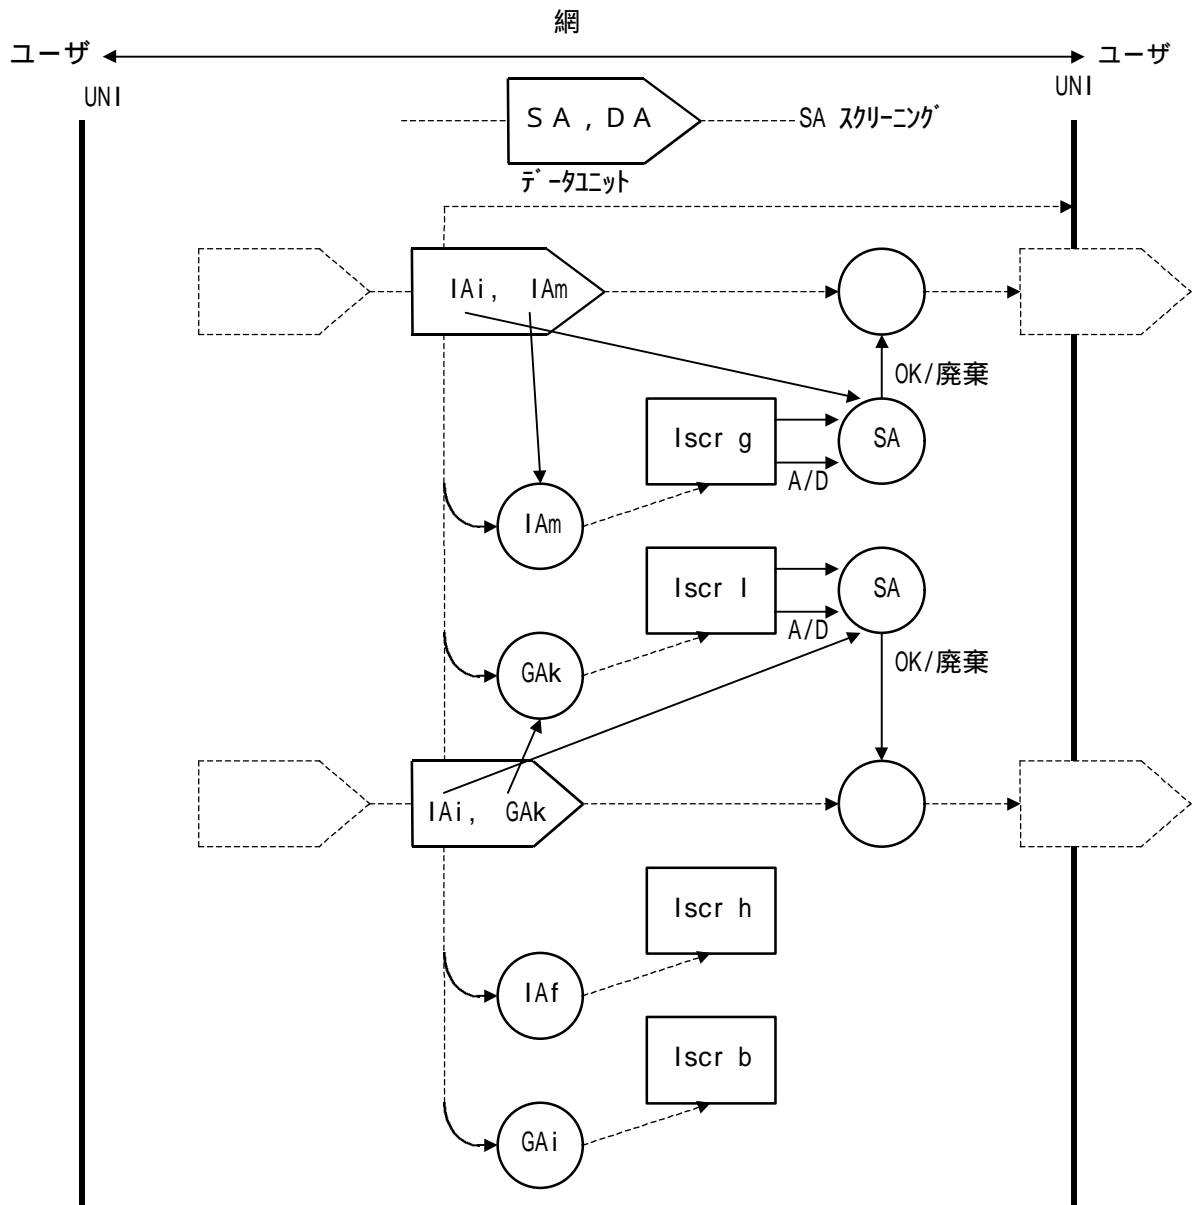 網
ユーザ
ユーザ
UNI
UNI
SA,DA
SA スクリーニング
データユニット
IAi, IAm
OK/廃棄
Iscr g
SA
A/D
IAm
Iscr l
SA
A/D
GAk
OK/廃棄
IAi, GAk
Iscr h
IAf
Iscr b
GAi